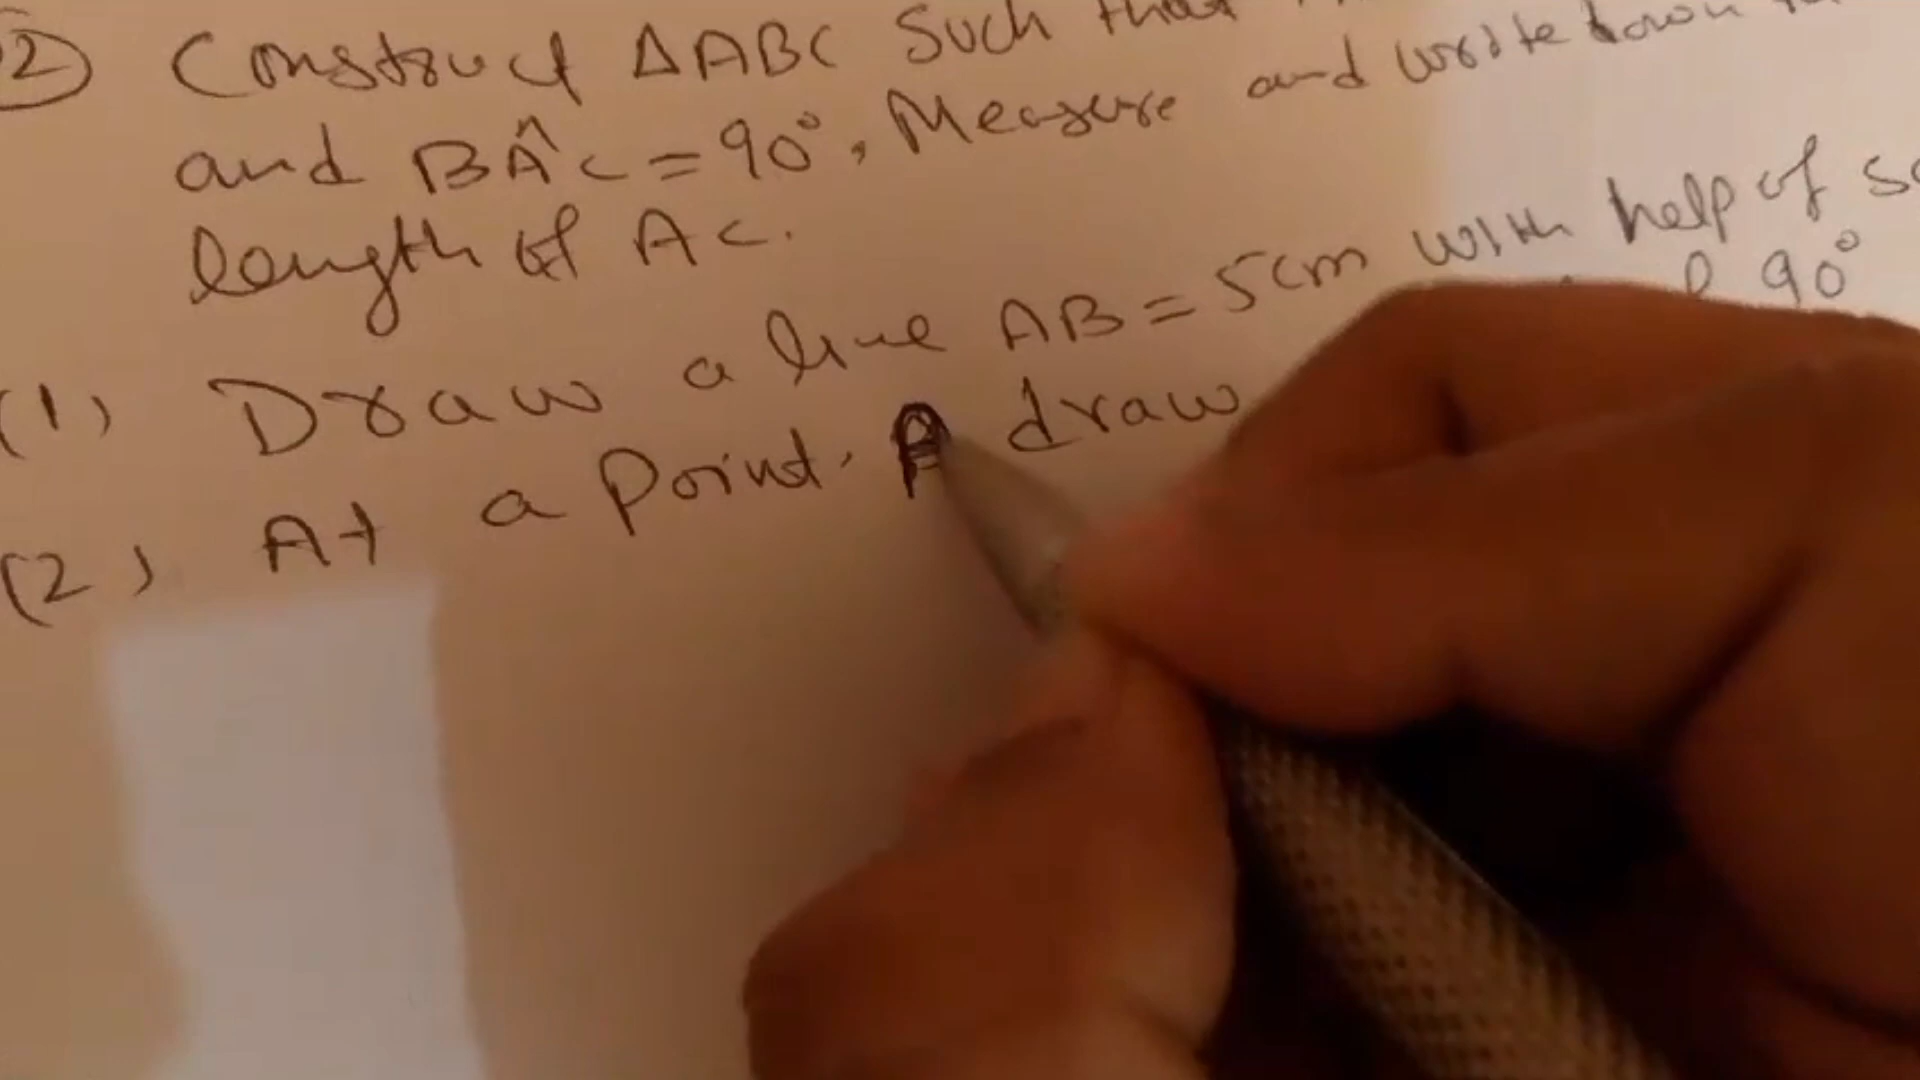 2 Construct ΔABC such that
and BÂC = 90°, Measure and write down
length of AC.
(1) Draw a line AB = 5cm with help of
(2) At a point A draw 90°